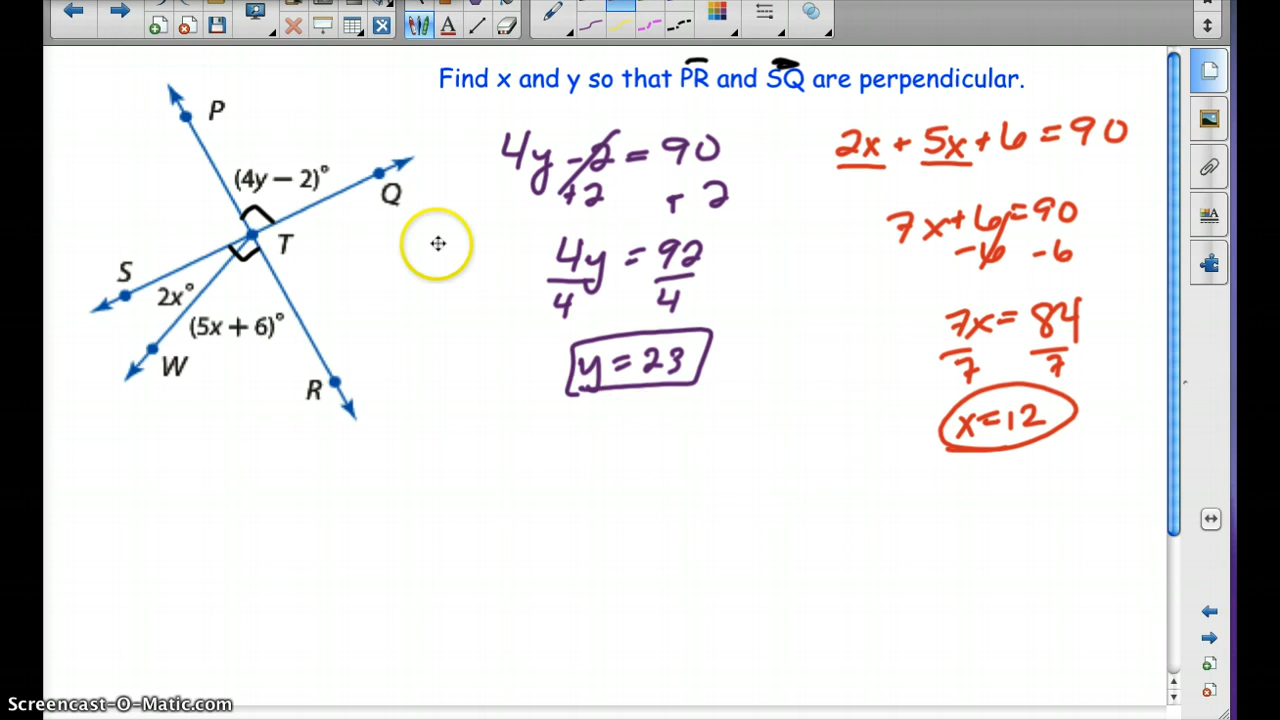 Find x and y so that PR and SQ are perpendicular.
P
(4y − 2)°
Q
T
S
2x°
(5x + 6)°
W
R
4y - 2 = 90
+2 + 2
4y = 92
4 4
y = 23
2x + 5x + 6 = 90
7x + 6 = 90
-6 -6
7x = 84
7 7
x = 12
Screencast-O-Matic.com